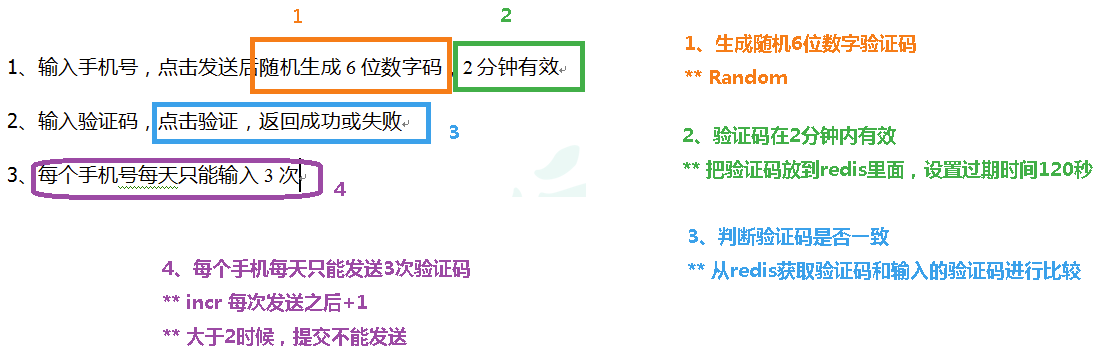 1
2
1、输入手机号，点击发送后随机生成 6 位数字码，2 分钟有效
2、输入验证码，点击验证，返回成功或失败
3
3、每个手机号每天只能输入 3 次
4
1、生成随机6位数字验证码
** Random
2、验证码在2分钟内有效
** 把验证码放到redis里面，设置过期时间120秒
3、判断验证码是否一致
** 从redis获取验证码和输入的验证码进行比较
4、每个手机每天只能发送3次验证码
** incr 每次发送之后+1
** 大于2时候，提交不能发送